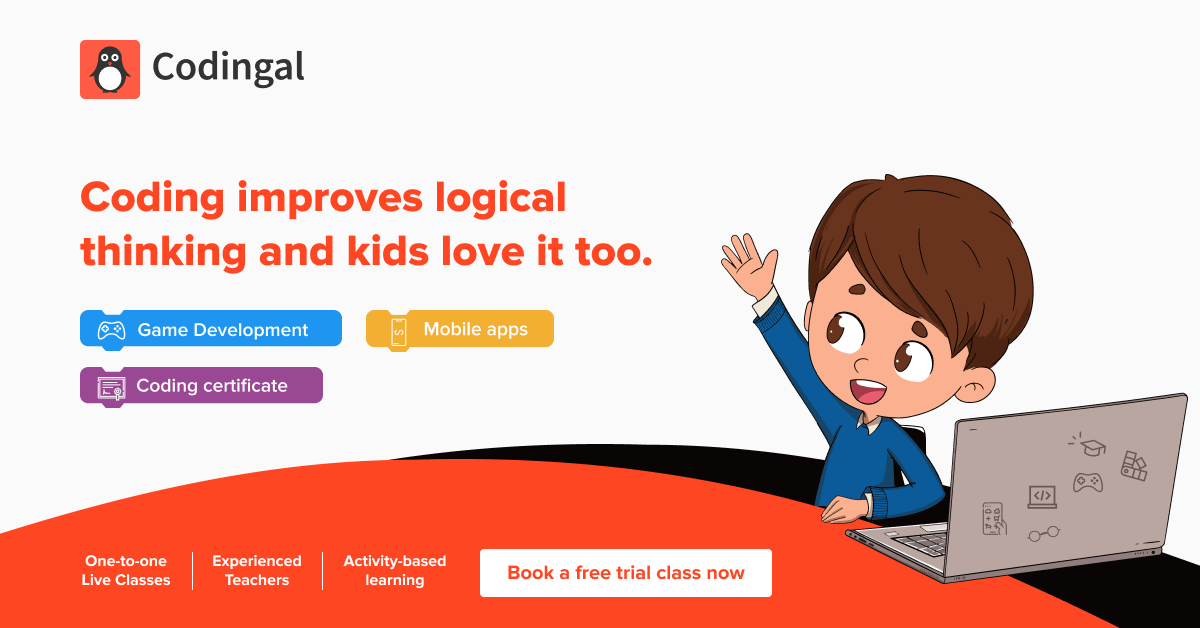 Codingal
Coding improves logical
thinking and kids love it too.
Game Development
Mobile apps
Coding certificate
One-to-one
Live Classes
Experienced
Teachers
Activity-based
learning
Book a free trial class now